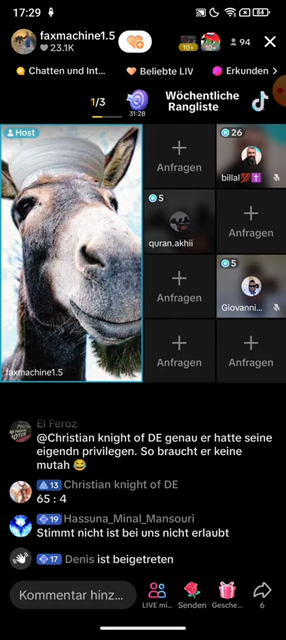 17:29
84
faxmachine1.5
23.1K
10+
10+
94
Chatten und Int...
Beliebte LIV
Erkunden
1/3
31:28
Wöchentliche
Rangliste
Host
Anfragen
26
billal💯✝️
5
quran.akhii
Anfragen
Anfragen
5
Giovanni...
faxmachine1.5
Anfragen
Anfragen
El Feroz
@Christian knight of DE genau er hatte seine
eigendn privilegen. So braucht er keine
mutah 😂
13 Christian knight of DE
65 : 4
19 Hassuna_Minal_Mansouri
Stimmt nicht ist bei uns nicht erlaubt
17 Denis ist beigetreten
Kommentar hinz...
LIVE mi...
Senden
Gesche...
6